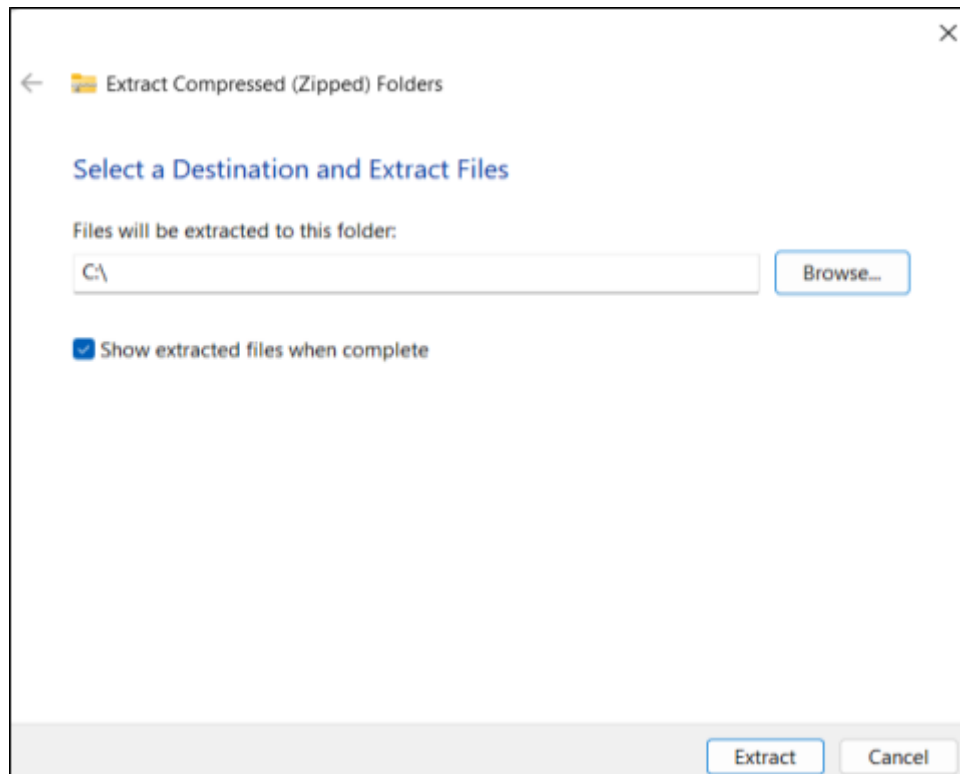 Extract Compressed (Zipped) Folders
Select a Destination and Extract Files
Files will be extracted to this folder:
C:\
Browse...
Show extracted files when complete
Extract
Cancel